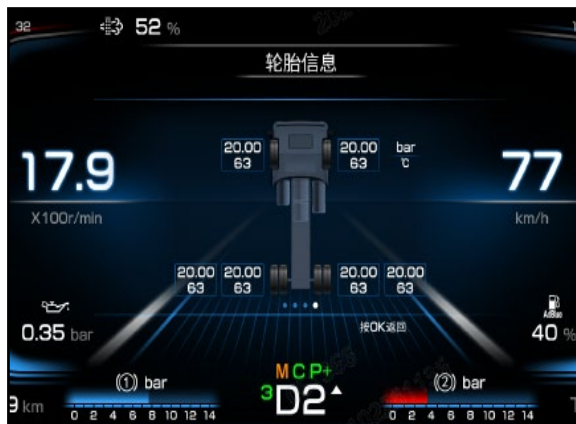 32
52 %
轮胎信息
20.00
63
20.00
63
bar
℃
17.9
X100r/min
77
km/h
20.00 20.00
63 63
20.00 20.00
63 63
0.35 bar
按OK返回
AdBlue
40 %
M C P+
3 D2
(1) bar
0 2 4 6 8 10 12 14
(2) bar
0 2 4 6 8 10 12 14
9 km